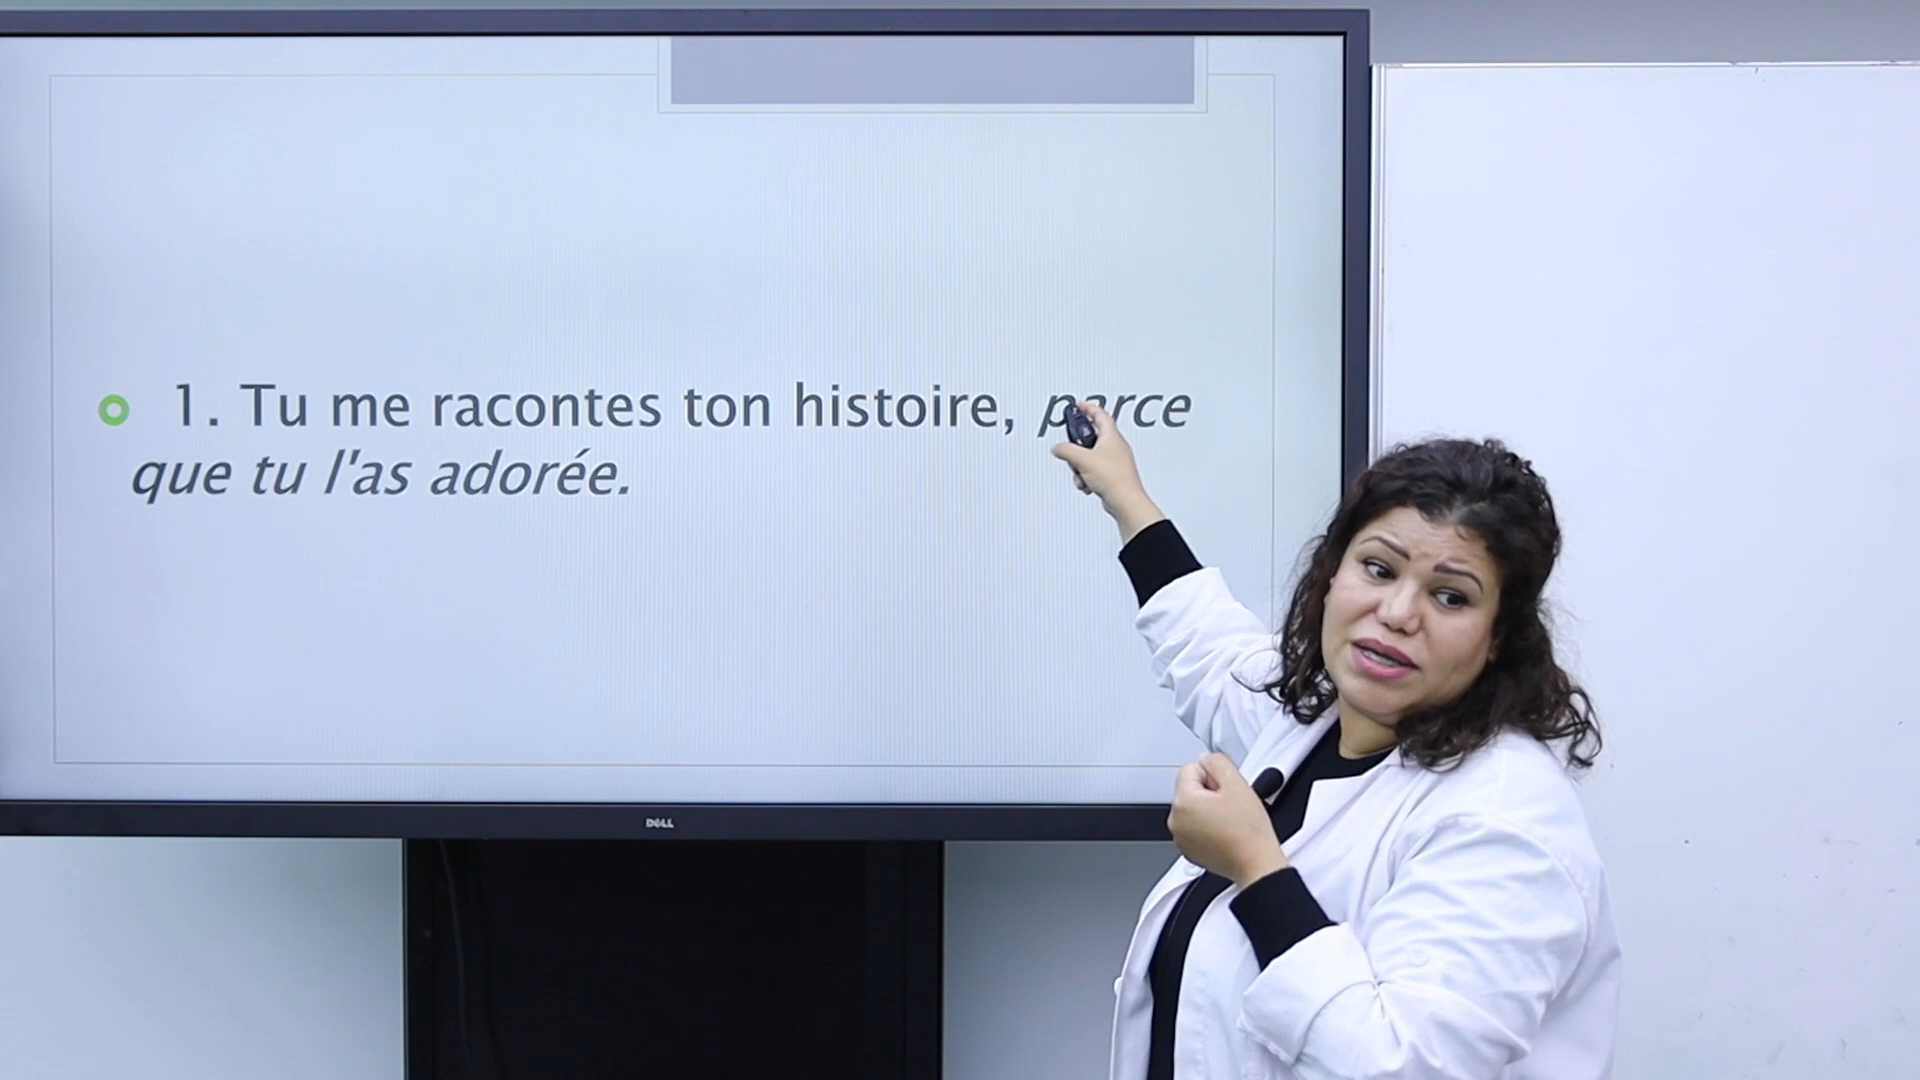 1. Tu me racontes ton histoire, parce
que tu l'as adorée.
DELL